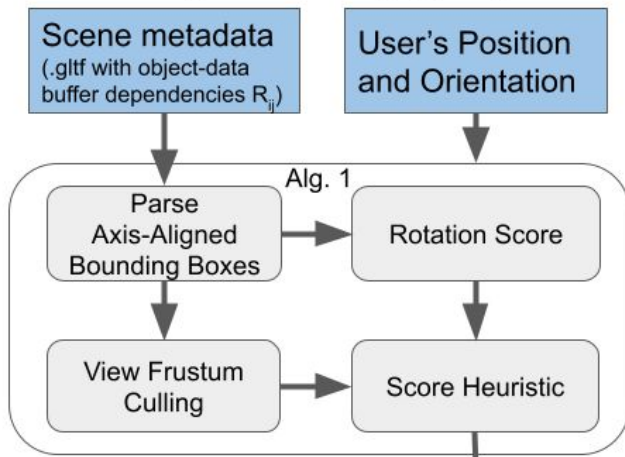 Scene metadata
(.gltf with object-data
buffer dependencies Rij)
User's Position
and Orientation
Alg. 1
Parse
Axis-Aligned
Bounding Boxes
Rotation Score
View Frustum
Culling
Score Heuristic